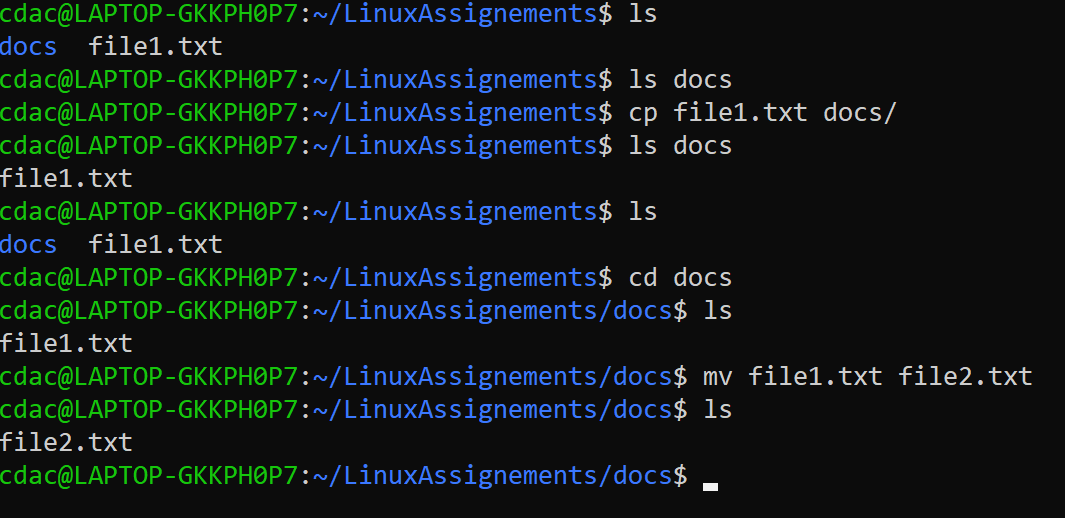 cdac@LAPTOP-GKKPH0P7:~/LinuxAssignements$ ls
docs  file1.txt
cdac@LAPTOP-GKKPH0P7:~/LinuxAssignements$ ls docs
cdac@LAPTOP-GKKPH0P7:~/LinuxAssignements$ cp file1.txt docs/
cdac@LAPTOP-GKKPH0P7:~/LinuxAssignements$ ls docs
file1.txt
cdac@LAPTOP-GKKPH0P7:~/LinuxAssignements$ ls
docs  file1.txt
cdac@LAPTOP-GKKPH0P7:~/LinuxAssignements$ cd docs
cdac@LAPTOP-GKKPH0P7:~/LinuxAssignements/docs$ ls
file1.txt
cdac@LAPTOP-GKKPH0P7:~/LinuxAssignements/docs$ mv file1.txt file2.txt
cdac@LAPTOP-GKKPH0P7:~/LinuxAssignements/docs$ ls
file2.txt
cdac@LAPTOP-GKKPH0P7:~/LinuxAssignements/docs$